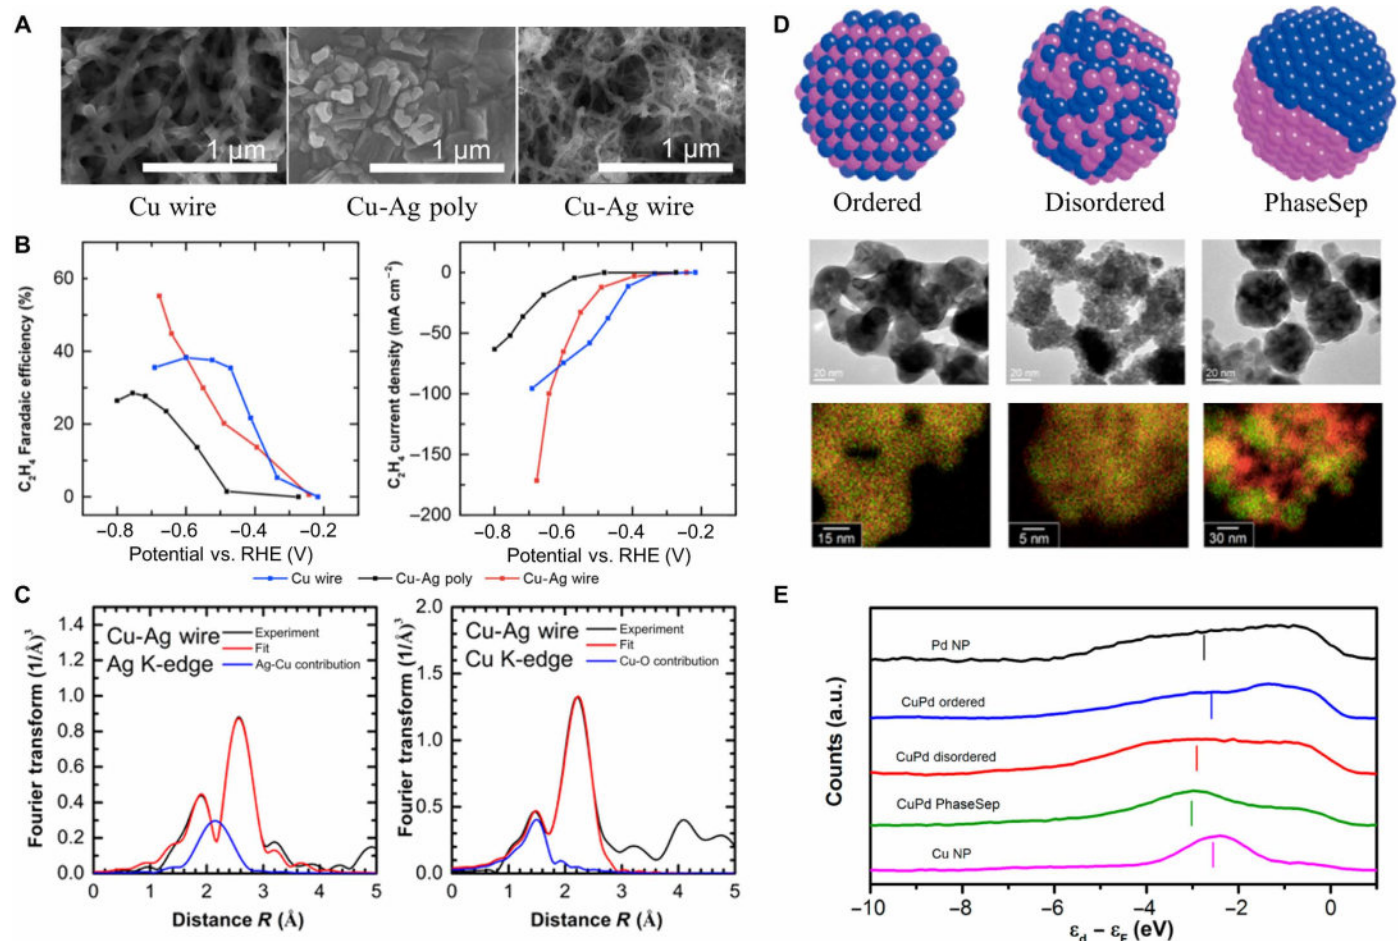 A
1 µm
1 µm
1 µm
Cu wire
Cu-Ag poly
Cu-Ag wire
B
C₂H₄ Faradaic efficiency (%)
60
40
20
0
−0.8
−0.6
−0.4
−0.2
Potential vs. RHE (V)
C₂H₄ current density (mA cm⁻²)
0
−50
−100
−150
−200
−0.8
−0.6
−0.4
−0.2
Potential vs. RHE (V)
Cu wire
Cu-Ag poly
Cu-Ag wire
C
Fourier transform (1/Å)³
1.4
1.2
1.0
0.8
0.6
0.4
0.2
0.0
Cu-Ag wire
Ag K-edge
Experiment
Fit
Ag-Cu contribution
0
1
2
3
4
5
Distance R (Å)
Fourier transform (1/Å)³
2.0
1.5
1.0
0.5
0.0
Cu-Ag wire
Cu K-edge
Experiment
Fit
Cu-O contribution
0
1
2
3
4
5
Distance R (Å)
D
Ordered
Disordered
PhaseSep
20 nm
20 nm
20 nm
15 nm
5 nm
30 nm
E
Counts (a.u.)
Pd NP
CuPd ordered
CuPd disordered
CuPd PhaseSep
Cu NP
−10
−8
−6
−4
−2
0
ε_d − ε_F (eV)